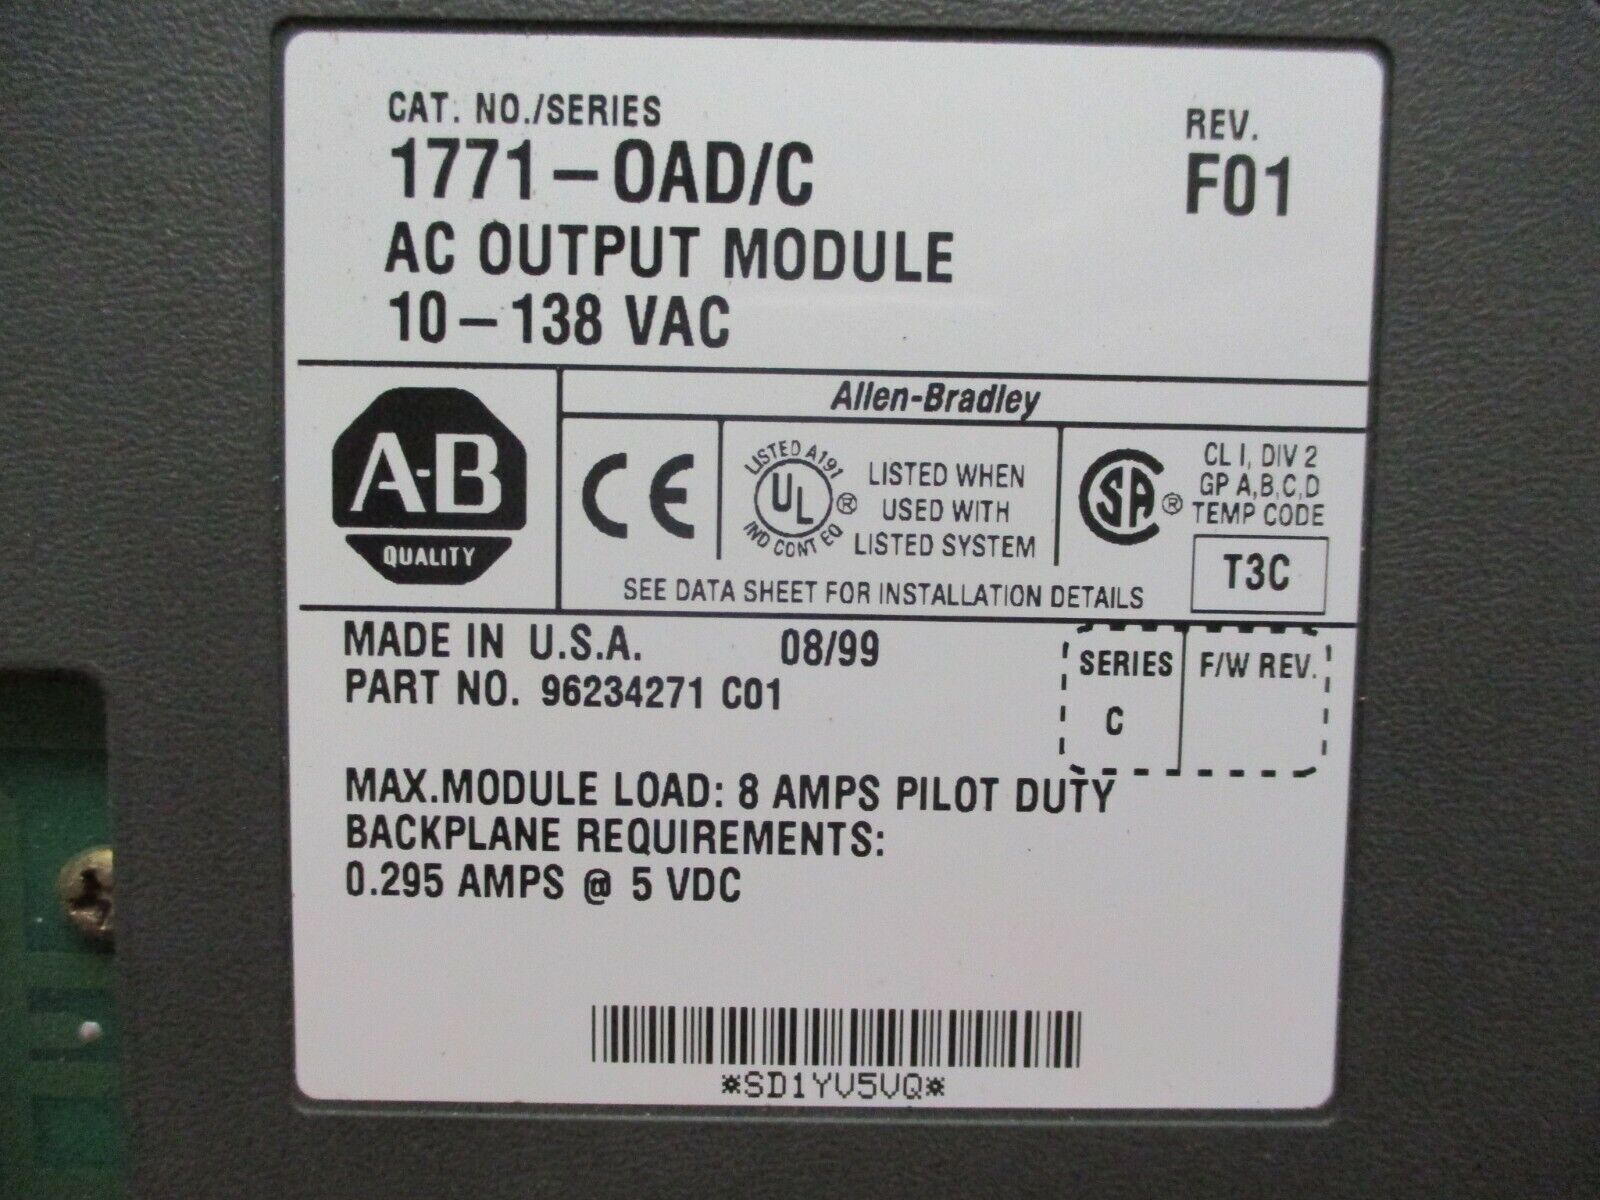 CAT. NO./SERIES
1771-OAD/C
REV.
F01
AC OUTPUT MODULE
10-138 VAC
Allen-Bradley
A-B
QUALITY
CE
LISTED A191
UL
®
IND CONT EQ
LISTED WHEN
USED WITH
LISTED SYSTEM
SA
®
CL I, DIV 2
GP A,B,C,D
TEMP CODE
T3C
SEE DATA SHEET FOR INSTALLATION DETAILS
MADE IN U.S.A. 08/99
PART NO. 96234271 C01
SERIES
C
F/W REV.
MAX.MODULE LOAD: 8 AMPS PILOT DUTY
BACKPLANE REQUIREMENTS:
0.295 AMPS @ 5 VDC
*SD1YV5VQ*